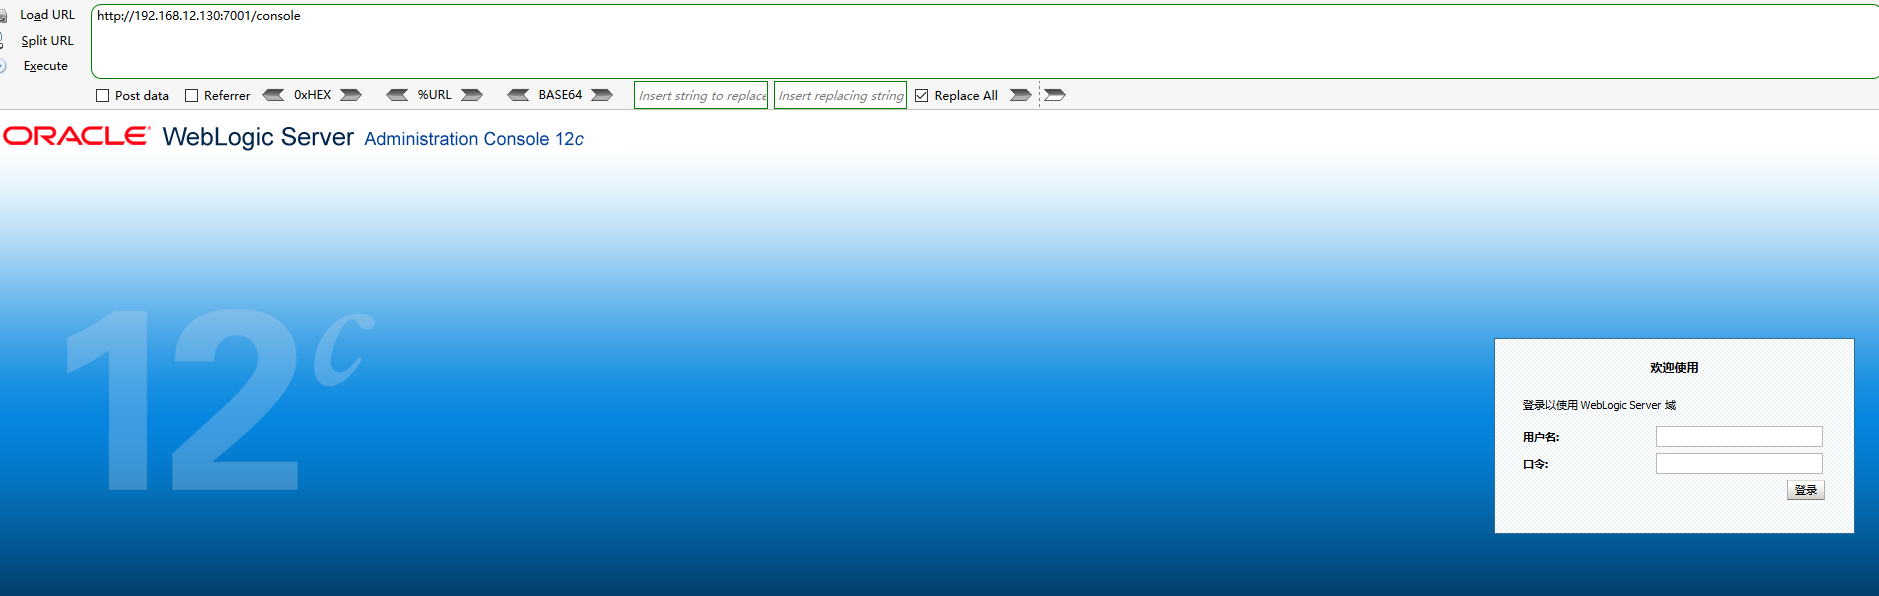 Load URL
http://192.168.12.130:7001/console
Split URL
Execute
Post data Referrer 0xHEX %URL BASE64 Insert string to replace Insert replacing string Replace All
ORACLE WebLogic Server Administration Console 12c
12c
欢迎使用
登录以使用 WebLogic Server 域
用户名:
口令:
登录